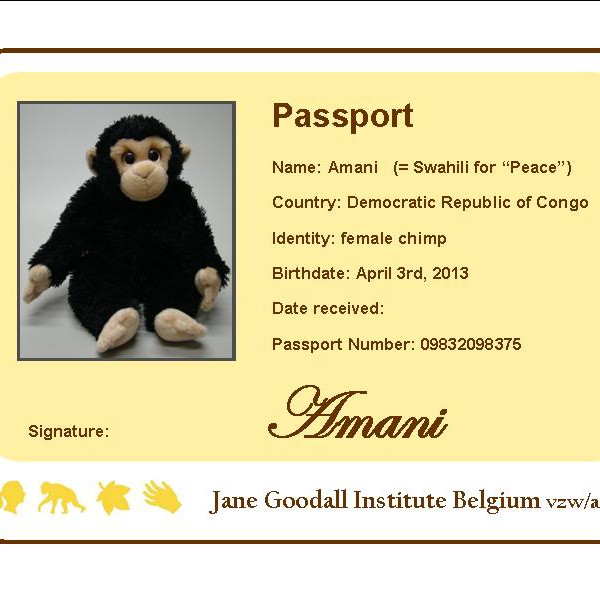 Passport
Name: Amani (= Swahili for “Peace”)
Country: Democratic Republic of Congo
Identity: female chimp
Birthdate: April 3rd, 2013
Date received:
Passport Number: 09832098375
Signature: Amani
Jane Goodall Institute Belgium vzw/a